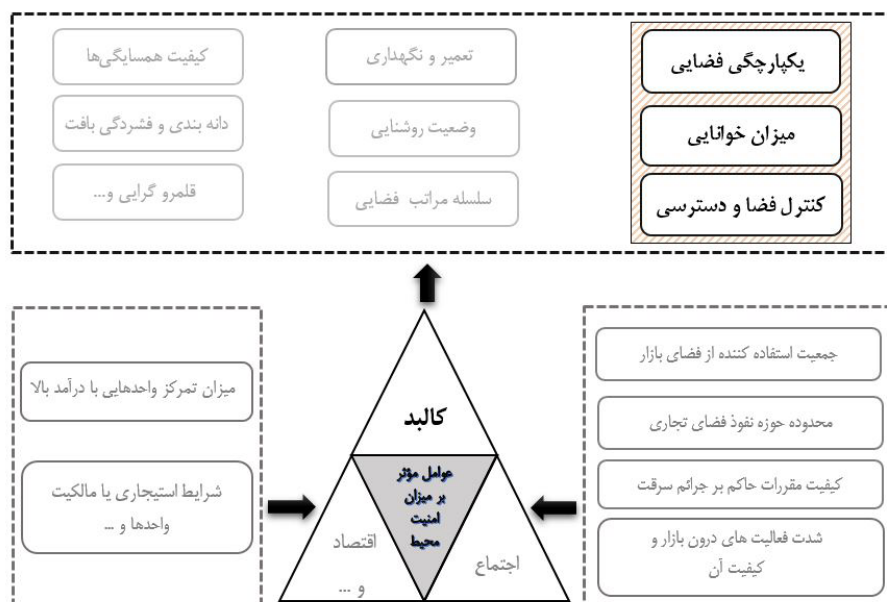 یکپارچگی فضایی
میزان خوانایی
کنترل فضا و دسترسی
تعمیر و نگهداری
وضعیت روشنایی
سلسله مراتب فضایی
کیفیت همسایگی‌ها
دانه بندی و فشردگی بافت
قلمرو گرایی و...
جمعیت استفاده کننده از فضای بازار
محدوده حوزه نفوذ فضای تجاری
کیفیت مقررات حاکم بر جرائم سرقت
شدت فعالیت های درون بازار و
کیفیت آن
کالبد
عوامل مؤثر
بر میزان
امنیت
محیط
اجتماع
اقتصاد
و ...
میزان تمرکز واحدهایی با درآمد بالا
شرایط استیجاری یا مالکیت
واحدها و ...